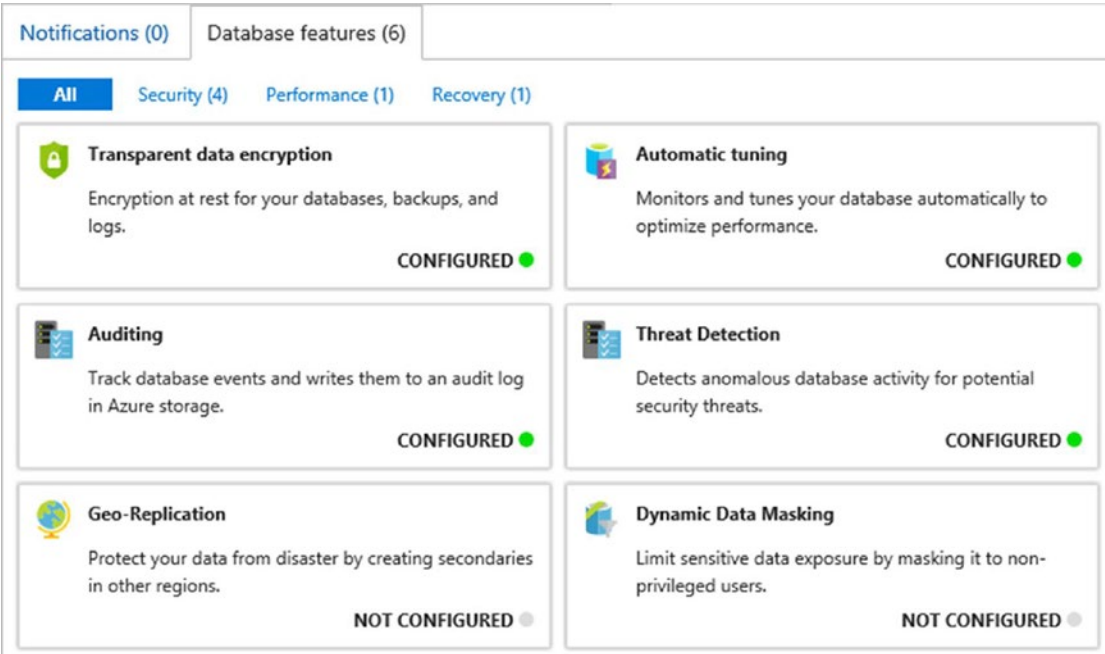 Notifications (0)
Database features (6)
All
Security (4)
Performance (1)
Recovery (1)
Transparent data encryption
Encryption at rest for your databases, backups, and
logs.
CONFIGURED
Automatic tuning
Monitors and tunes your database automatically to
optimize performance.
CONFIGURED
Auditing
Track database events and writes them to an audit log
in Azure storage.
CONFIGURED
Threat Detection
Detects anomalous database activity for potential
security threats.
CONFIGURED
Geo-Replication
Protect your data from disaster by creating secondaries
in other regions.
NOT CONFIGURED
Dynamic Data Masking
Limit sensitive data exposure by masking it to non-
privileged users.
NOT CONFIGURED